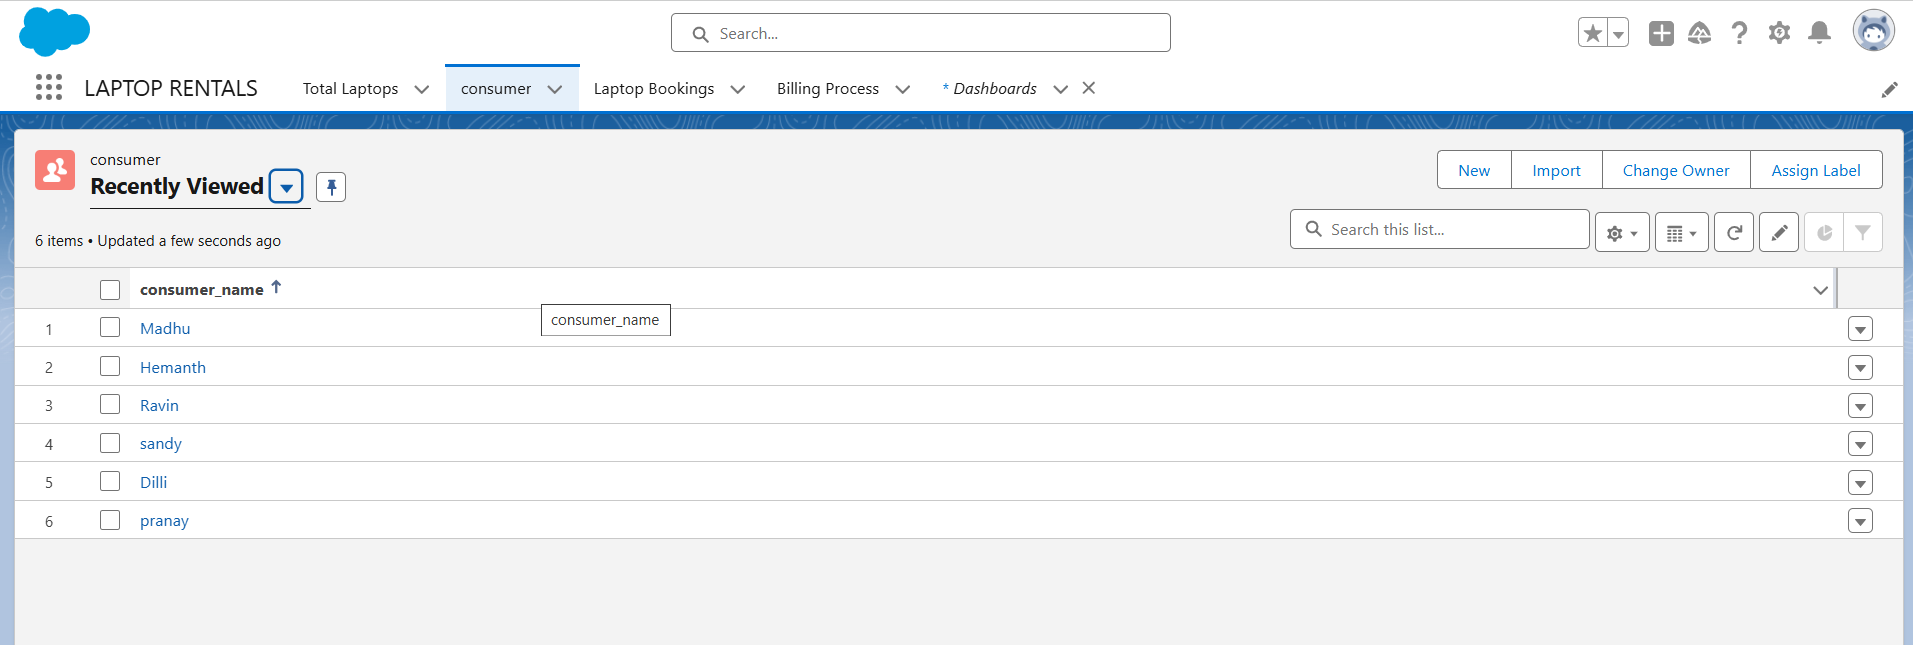 Search...
LAPTOP RENTALS Total Laptops consumer Laptop Bookings Billing Process * Dashboards
consumer
Recently Viewed
New Import Change Owner Assign Label
6 items • Updated a few seconds ago
Search this list...
consumer_name
consumer_name
1 Madhu
2 Hemanth
3 Ravin
4 sandy
5 Dilli
6 pranay